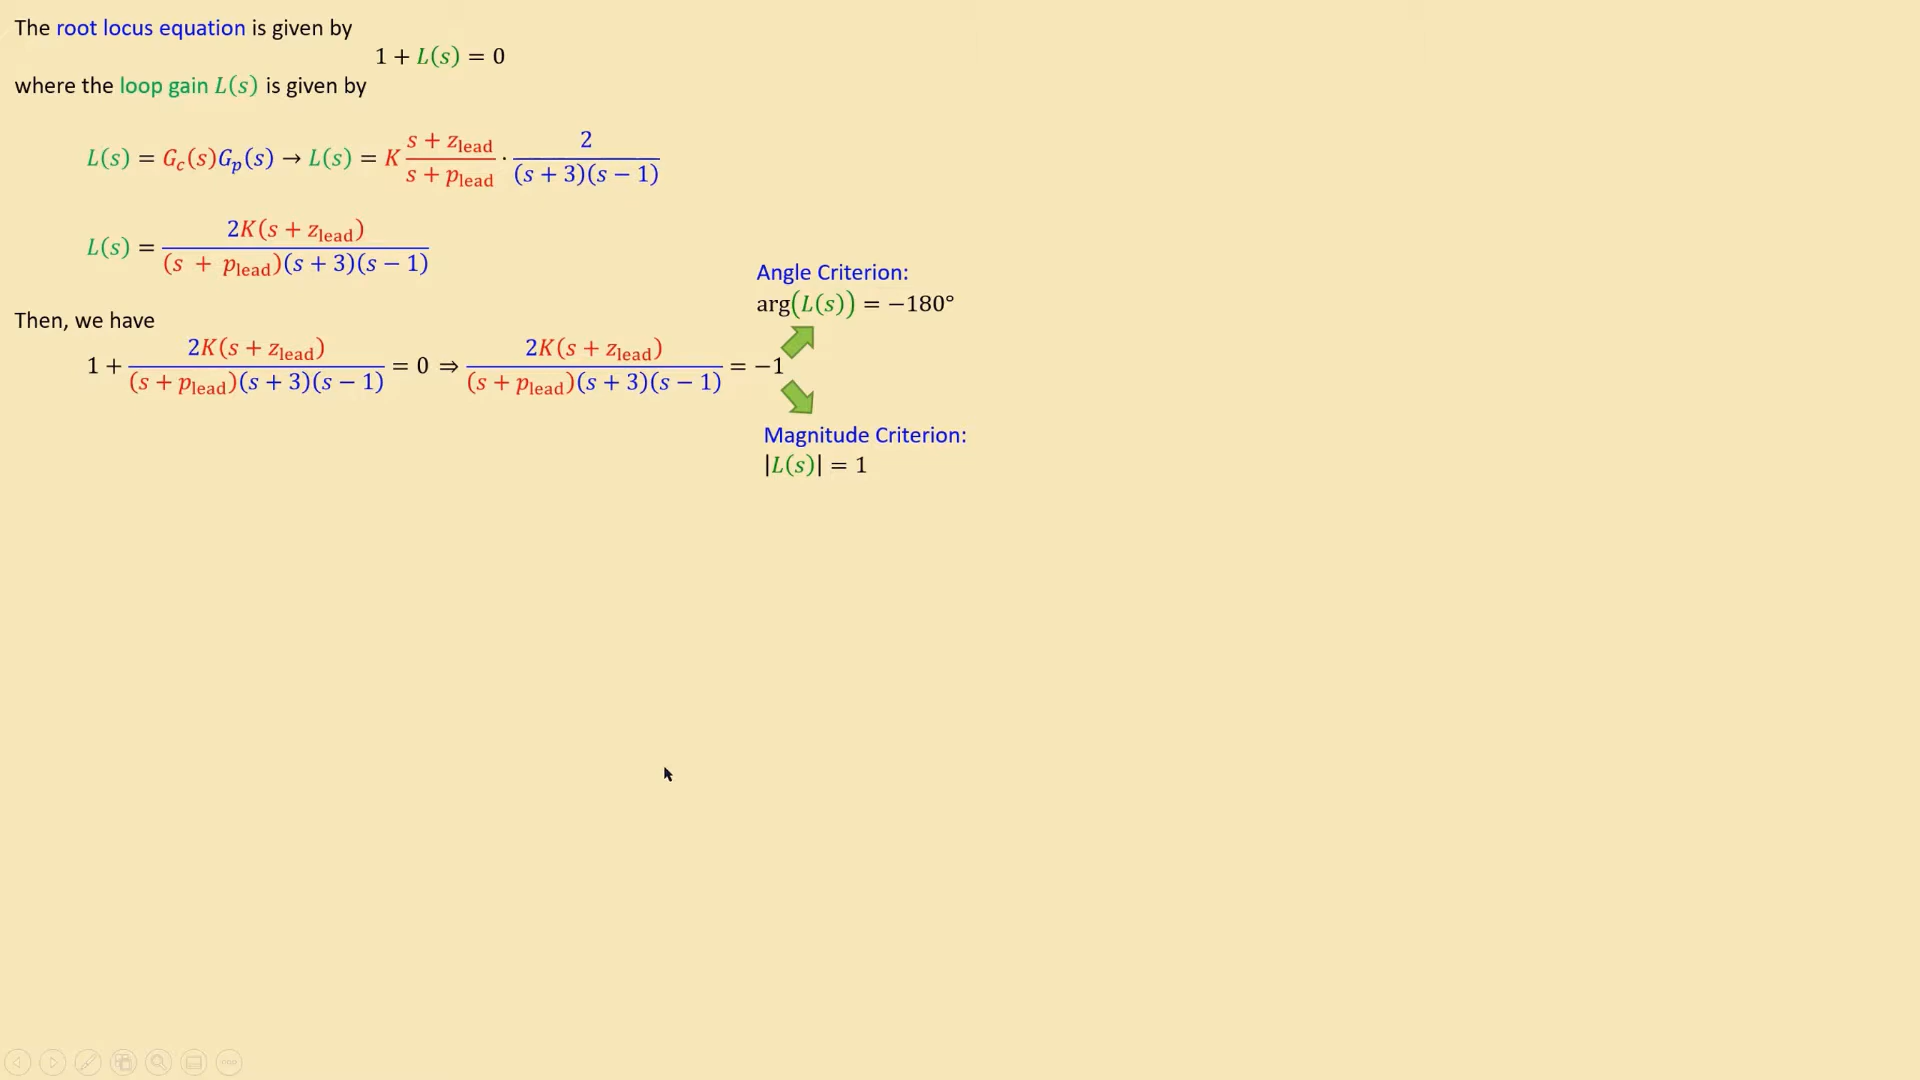 The root locus equation is given by
1 + L(s) = 0
where the loop gain L(s) is given by
L(s) = G_c(s)G_p(s) → L(s) = K (s + z_lead)/(s + p_lead) · 2/((s + 3)(s − 1))
L(s) = 2K(s + z_lead)/((s + p_lead)(s + 3)(s − 1))
Angle Criterion:
arg(L(s)) = −180°
Then, we have
1 + 2K(s + z_lead)/((s + p_lead)(s + 3)(s − 1)) = 0 ⇒ 2K(s + z_lead)/((s + p_lead)(s + 3)(s − 1)) = −1
Magnitude Criterion:
|L(s)| = 1